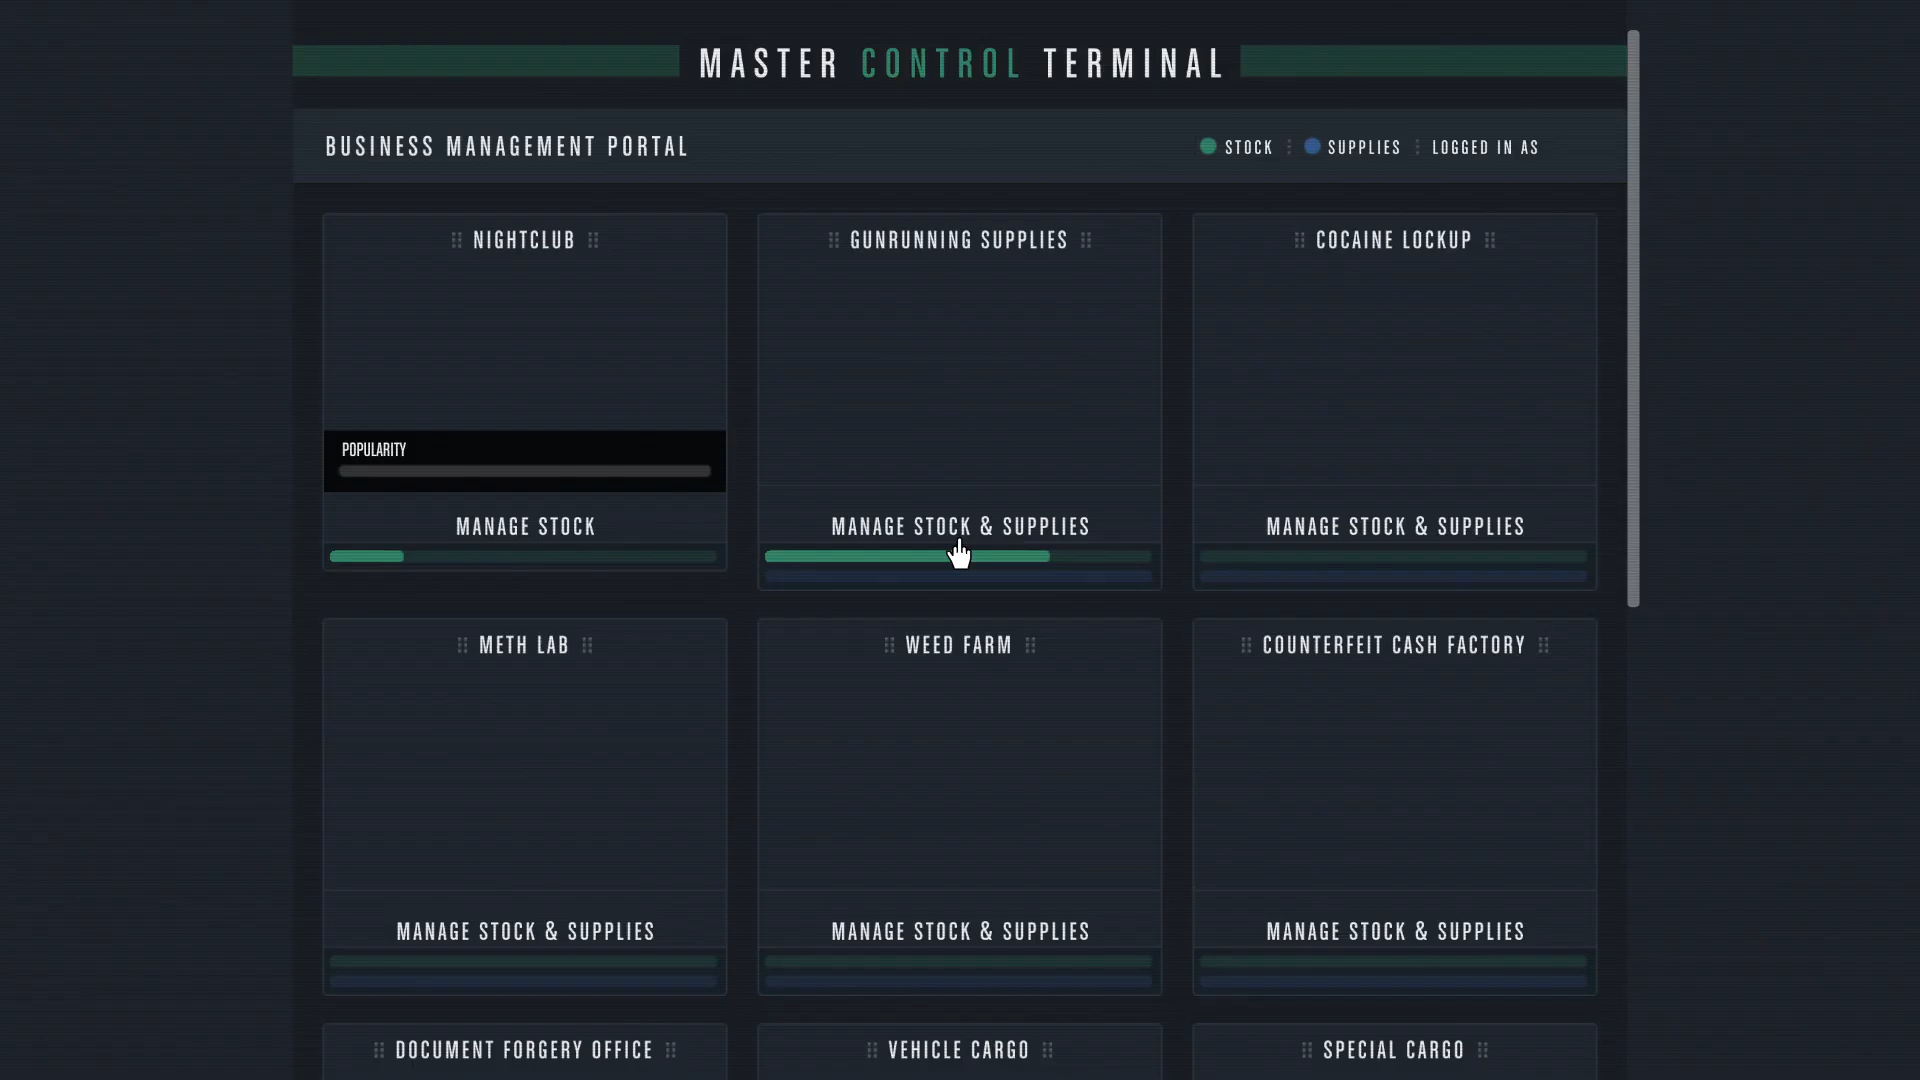 MASTER CONTROL TERMINAL
BUSINESS MANAGEMENT PORTAL
STOCK
SUPPLIES
LOGGED IN AS
NIGHTCLUB
GUNRUNNING SUPPLIES
COCAINE LOCKUP
POPULARITY
MANAGE STOCK
MANAGE STOCK & SUPPLIES
MANAGE STOCK & SUPPLIES
METH LAB
WEED FARM
COUNTERFEIT CASH FACTORY
MANAGE STOCK & SUPPLIES
MANAGE STOCK & SUPPLIES
MANAGE STOCK & SUPPLIES
DOCUMENT FORGERY OFFICE
VEHICLE CARGO
SPECIAL CARGO